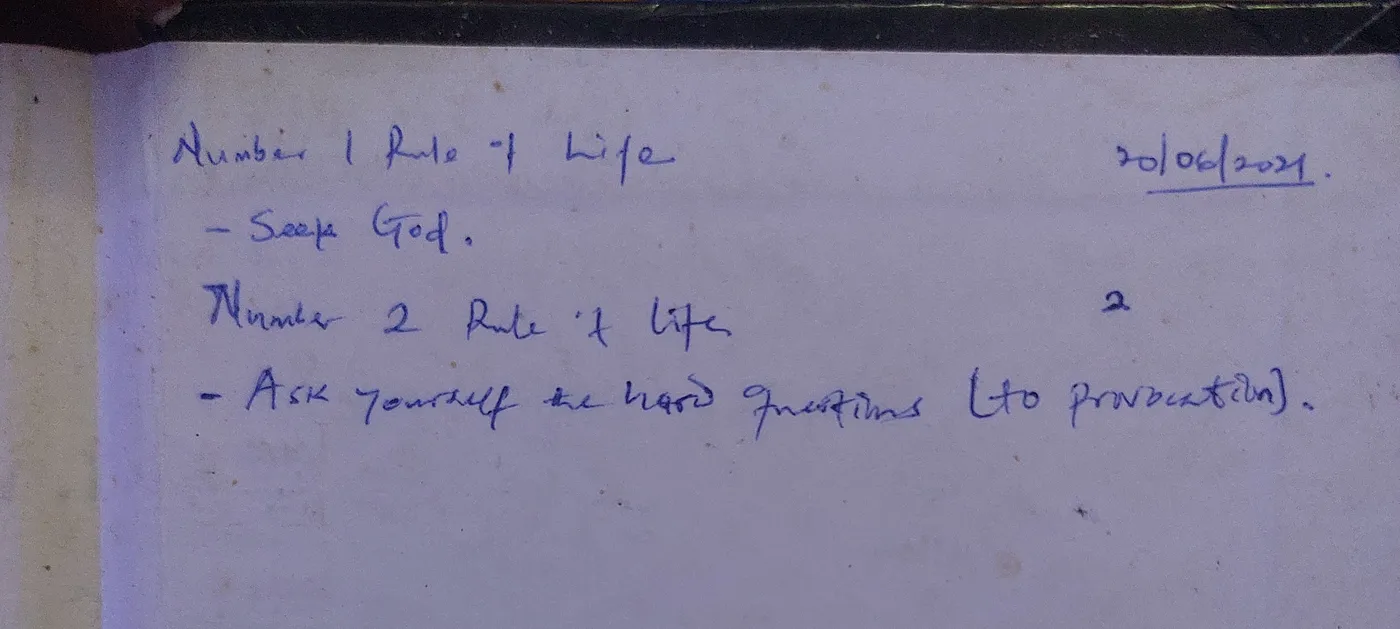 Number 1 Rule of Life 20/06/2021.
- Seek God.
Number 2 Rule of Life 2
- Ask yourself the hard questions (to provocation).